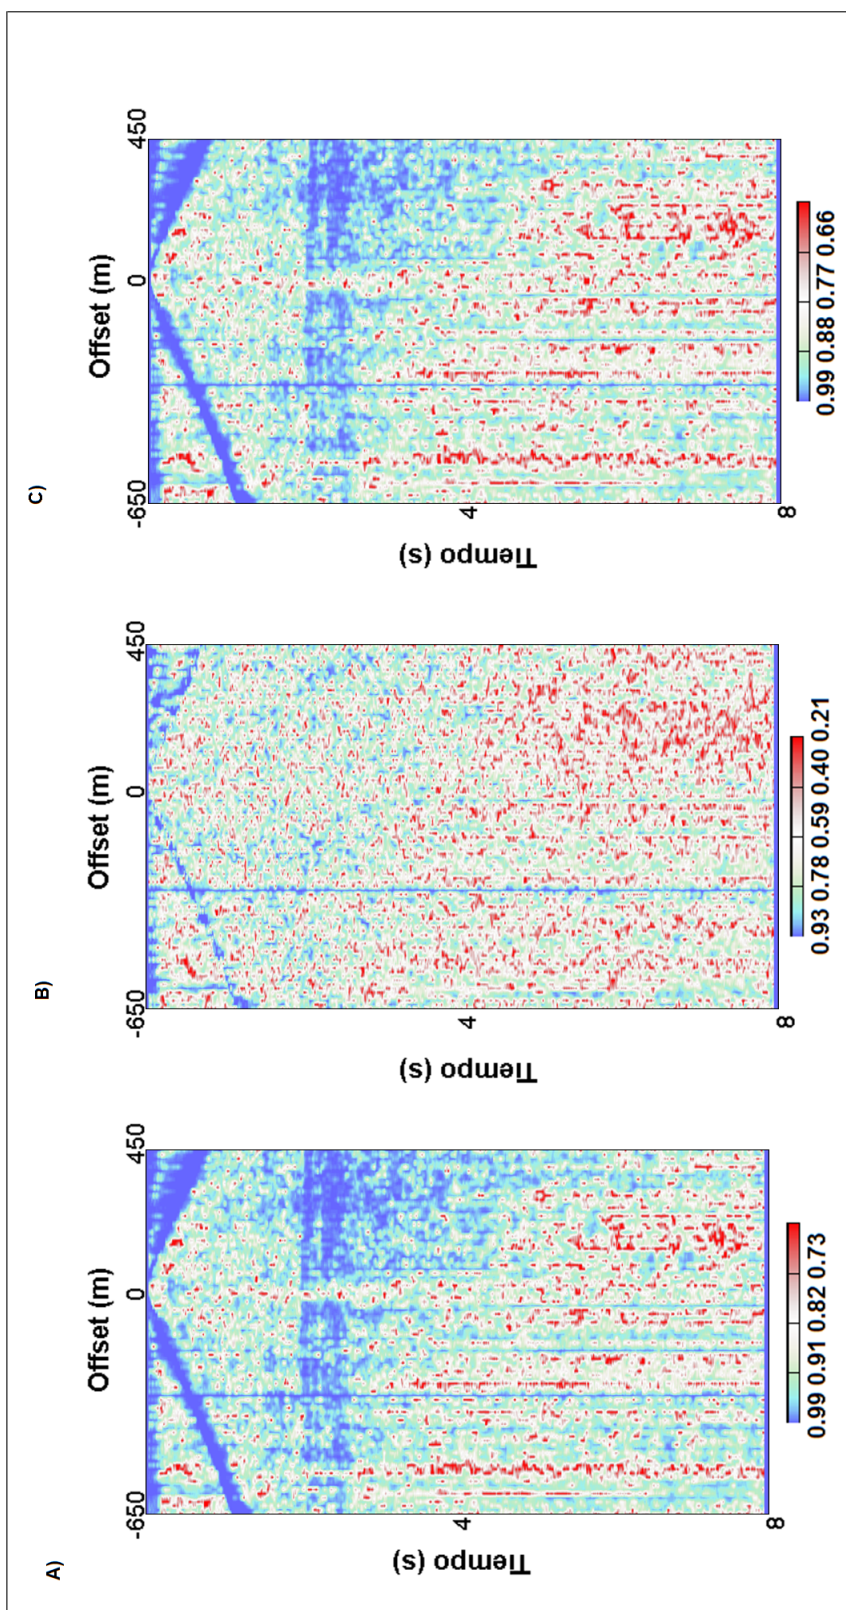 A)
Offset (m)
-650 0 450
Tiempo (s)
4
8
0.99 0.91 0.82 0.73
B)
Offset (m)
-650 0 450
Tiempo (s)
4
8
0.93 0.78 0.59 0.40 0.21
C)
Offset (m)
-650 0 450
Tiempo (s)
4
8
0.99 0.88 0.77 0.66